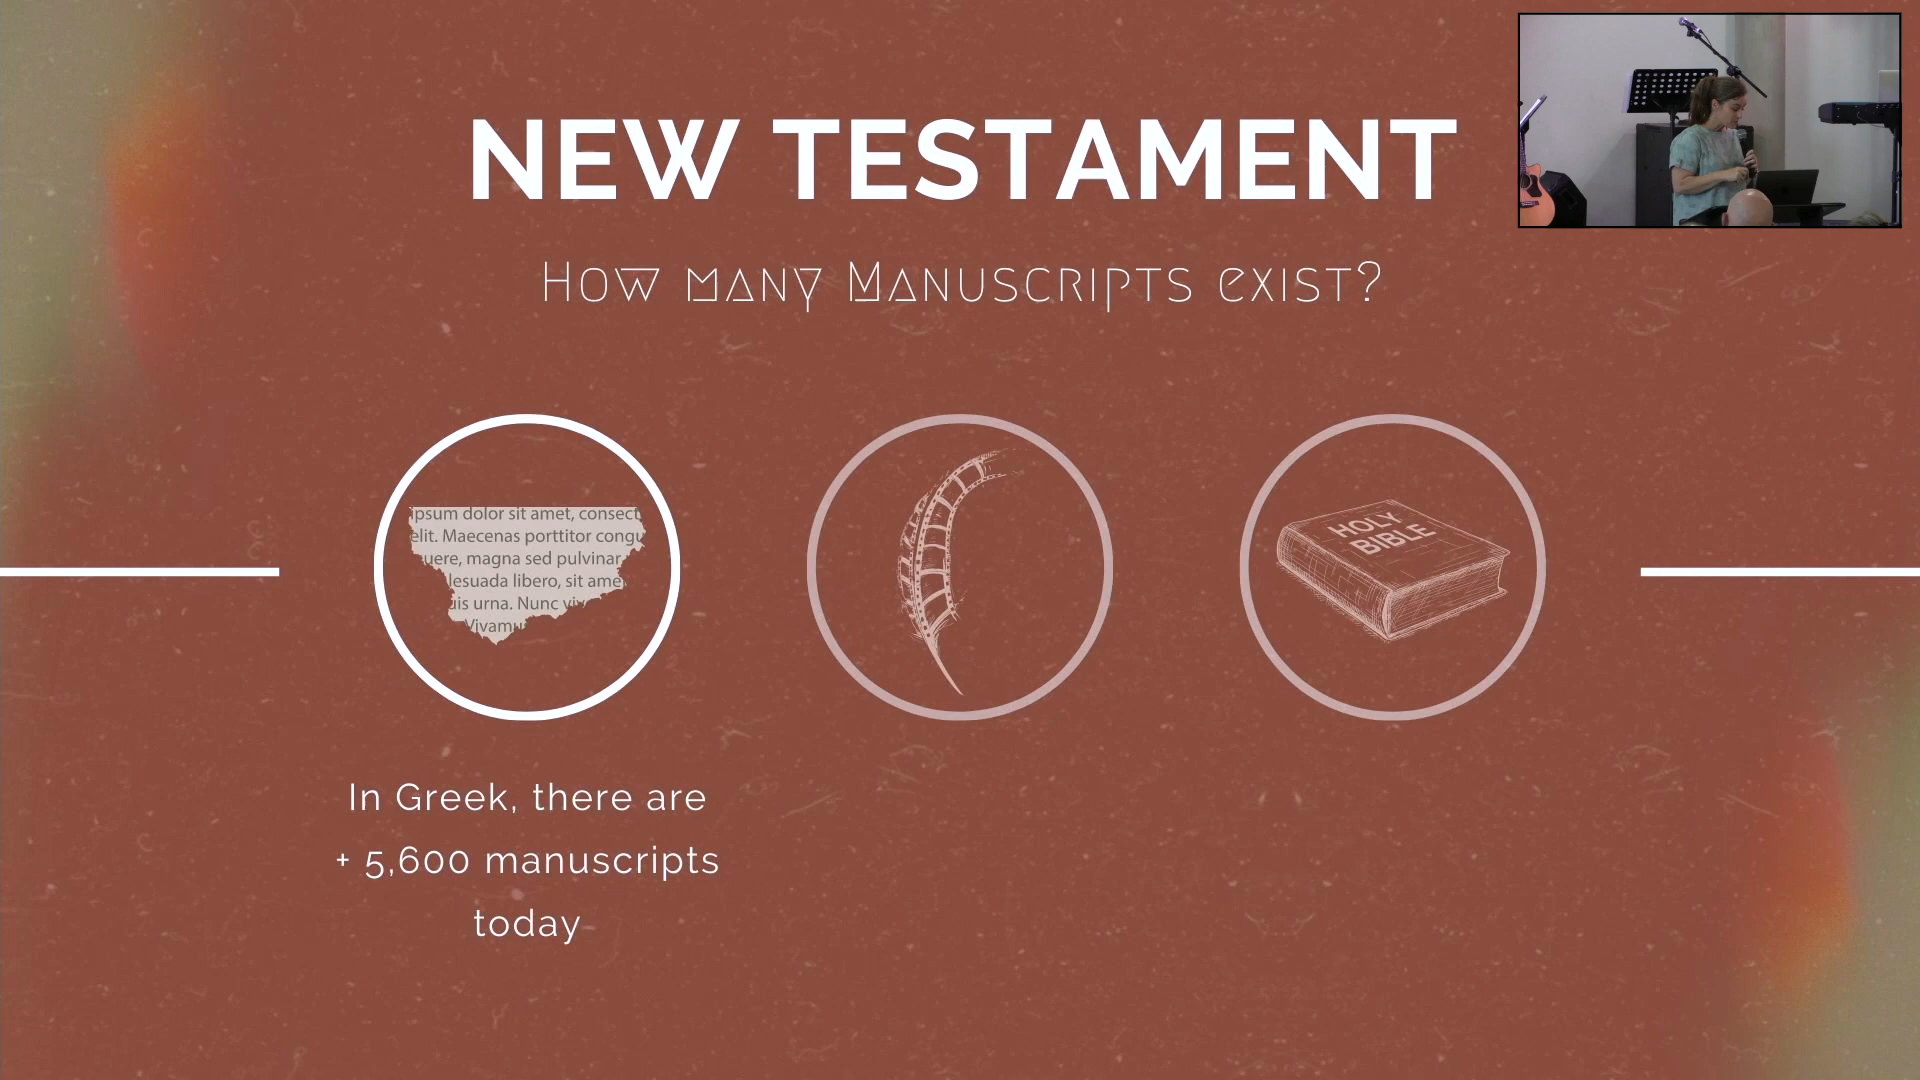 NEW TESTAMENT
How many Manuscripts exist?
ipsum dolor sit amet, consect
elit. Maecenas porttitor congu
uere, magna sed pulvinar
lesuada libero, sit ame
uis urna. Nunc viv
Vivamu
HOLY
BIBLE
In Greek, there are
+ 5,600 manuscripts
today